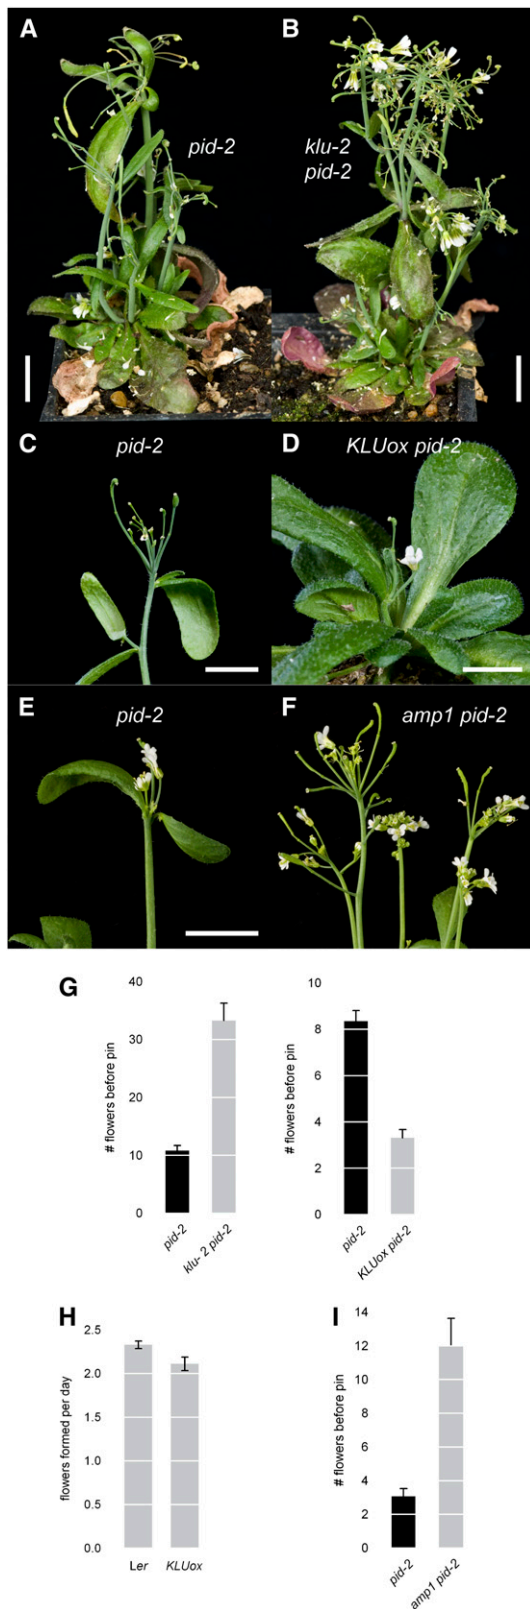 A
pid-2
B
klu-2
pid-2
C
pid-2
D
KLUox pid-2
E
pid-2
F
amp1 pid-2
G
# flowers before pin
40
30
20
10
0
pid-2
klu- 2 pid-2
# flowers before pin
10
8
6
4
2
0
pid-2
KLUox pid-2
H
flowers formed per day
2.5
2.0
1.5
1.0
0.5
0.0
Ler
KLUox
I
# flowers before pin
14
12
10
8
6
4
2
0
pid-2
amp1 pid-2